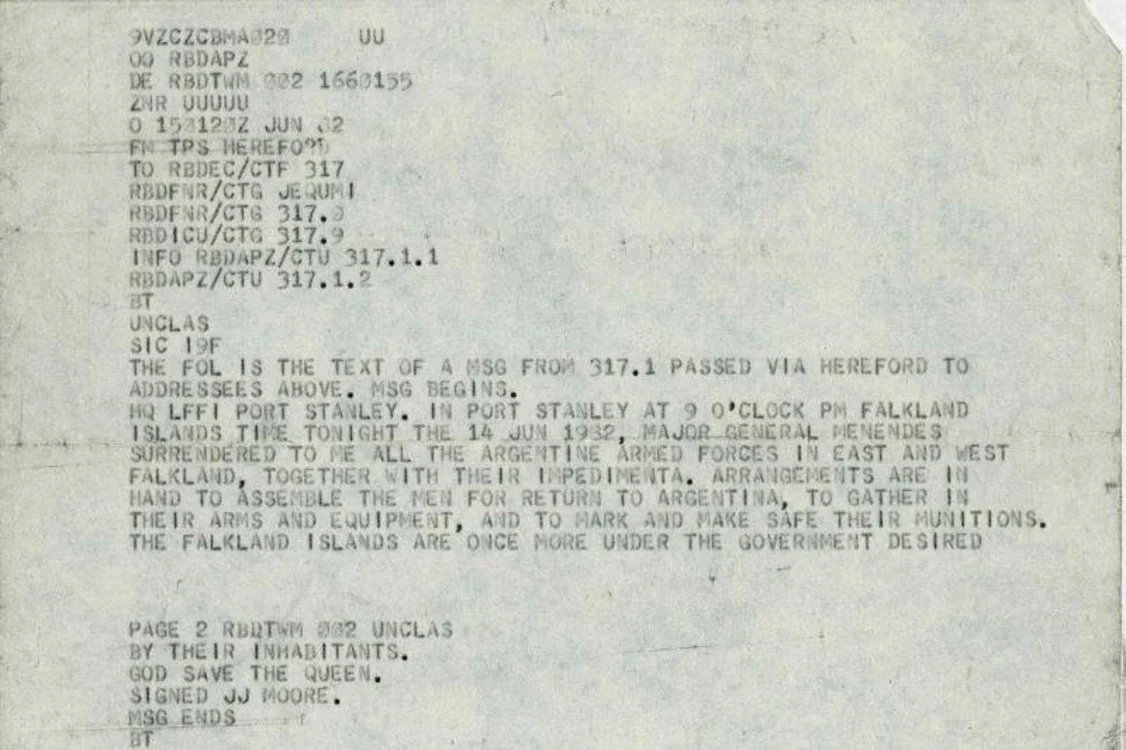 9VZCZCBMA020 UU
OO RBDAPZ
DE RBDTWM 002 1660155
ZNR UUUUU
O 150120Z JUN 82
FM TPS HEREFORD
TO RBDEC/CTF 317
RBDFNR/CTG JEQUMI
RBDFNR/CTG 317.0
RBDICU/CTG 317.9
INFO RBDAPZ/CTU 317.1.1
RBDAPZ/CTU 317.1.2
BT
UNCLAS
SIC 19F
THE FOL IS THE TEXT OF A MSG FROM 317.1 PASSED VIA HEREFORD TO
ADDRESSEES ABOVE. MSG BEGINS.
HQ LFFI PORT STANLEY. IN PORT STANLEY AT 9 O'CLOCK PM FALKLAND
ISLANDS TIME TONIGHT THE 14 JUN 1982, MAJOR GENERAL MENENDES
SURRENDERED TO ME ALL THE ARGENTINE ARMED FORCES IN EAST AND WEST
FALKLAND, TOGETHER WITH THEIR IMPEDIMENTA. ARRANGEMENTS ARE IN
HAND TO ASSEMBLE THE MEN FOR RETURN TO ARGENTINA, TO GATHER IN
THEIR ARMS AND EQUIPMENT, AND TO MARK AND MAKE SAFE THEIR MUNITIONS.
THE FALKLAND ISLANDS ARE ONCE MORE UNDER THE GOVERNMENT DESIRED
PAGE 2 RBDTWM 002 UNCLAS
BY THEIR INHABITANTS.
GOD SAVE THE QUEEN.
SIGNED JJ MOORE.
MSG ENDS
BT